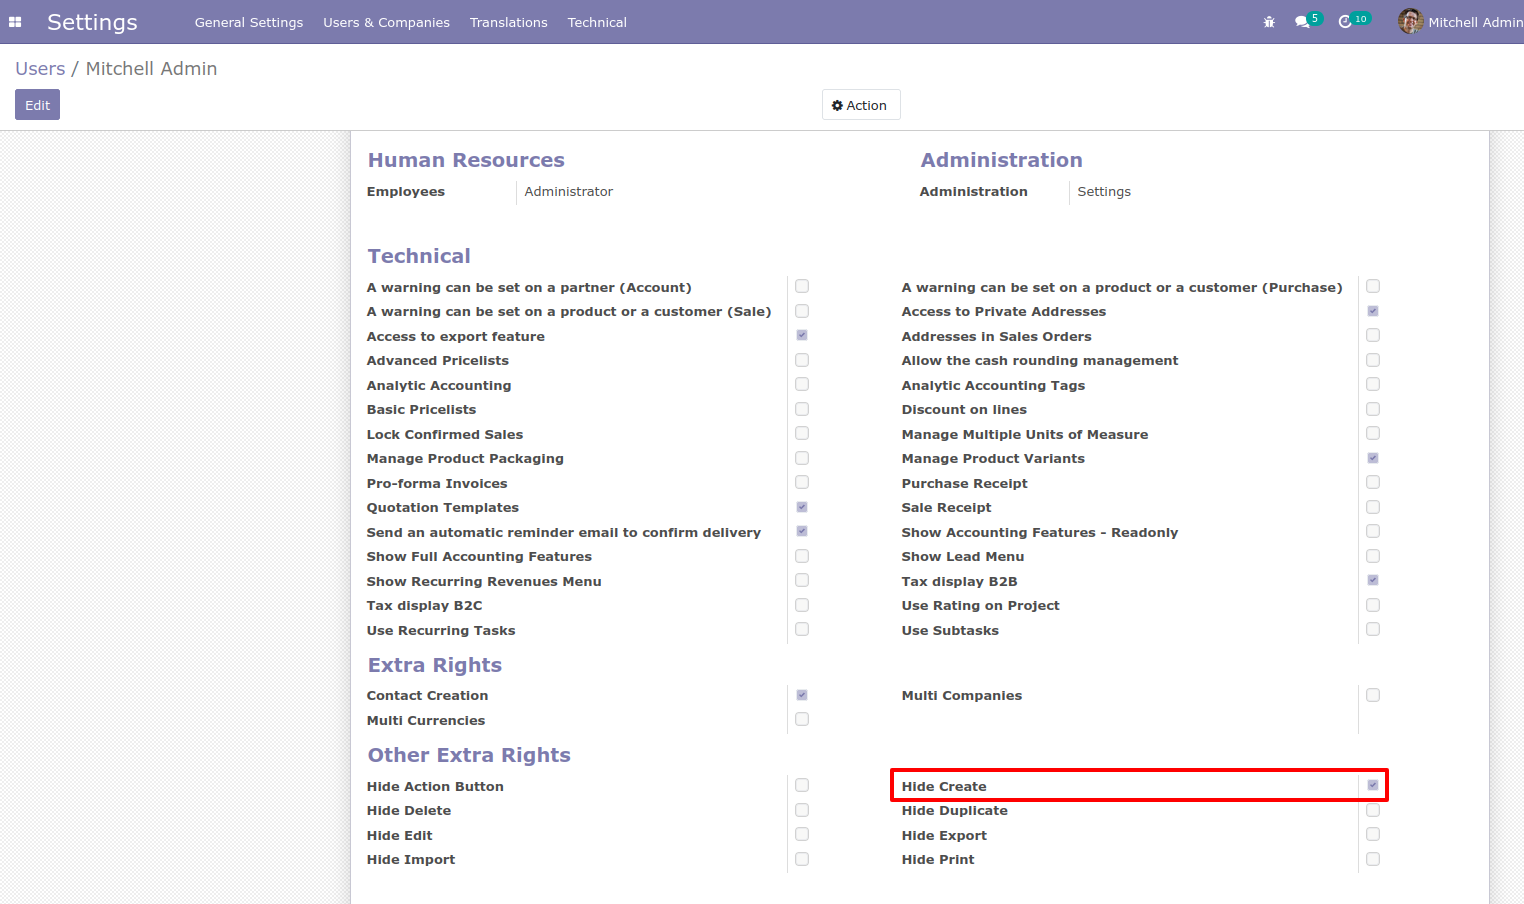 Settings General Settings Users & Companies Translations Technical 5 10 Mitchell Admin
Users / Mitchell Admin
Edit Action
Human Resources Administration
Employees Administrator Administration Settings
Technical
A warning can be set on a partner (Account) A warning can be set on a product or a customer (Purchase)
A warning can be set on a product or a customer (Sale) Access to Private Addresses
Access to export feature Addresses in Sales Orders
Advanced Pricelists Allow the cash rounding management
Analytic Accounting Analytic Accounting Tags
Basic Pricelists Discount on lines
Lock Confirmed Sales Manage Multiple Units of Measure
Manage Product Packaging Manage Product Variants
Pro-forma Invoices Purchase Receipt
Quotation Templates Sale Receipt
Send an automatic reminder email to confirm delivery Show Accounting Features - Readonly
Show Full Accounting Features Show Lead Menu
Show Recurring Revenues Menu Tax display B2B
Tax display B2C Use Rating on Project
Use Recurring Tasks Use Subtasks
Extra Rights
Contact Creation Multi Companies
Multi Currencies
Other Extra Rights
Hide Action Button Hide Create
Hide Delete Hide Duplicate
Hide Edit Hide Export
Hide Import Hide Print